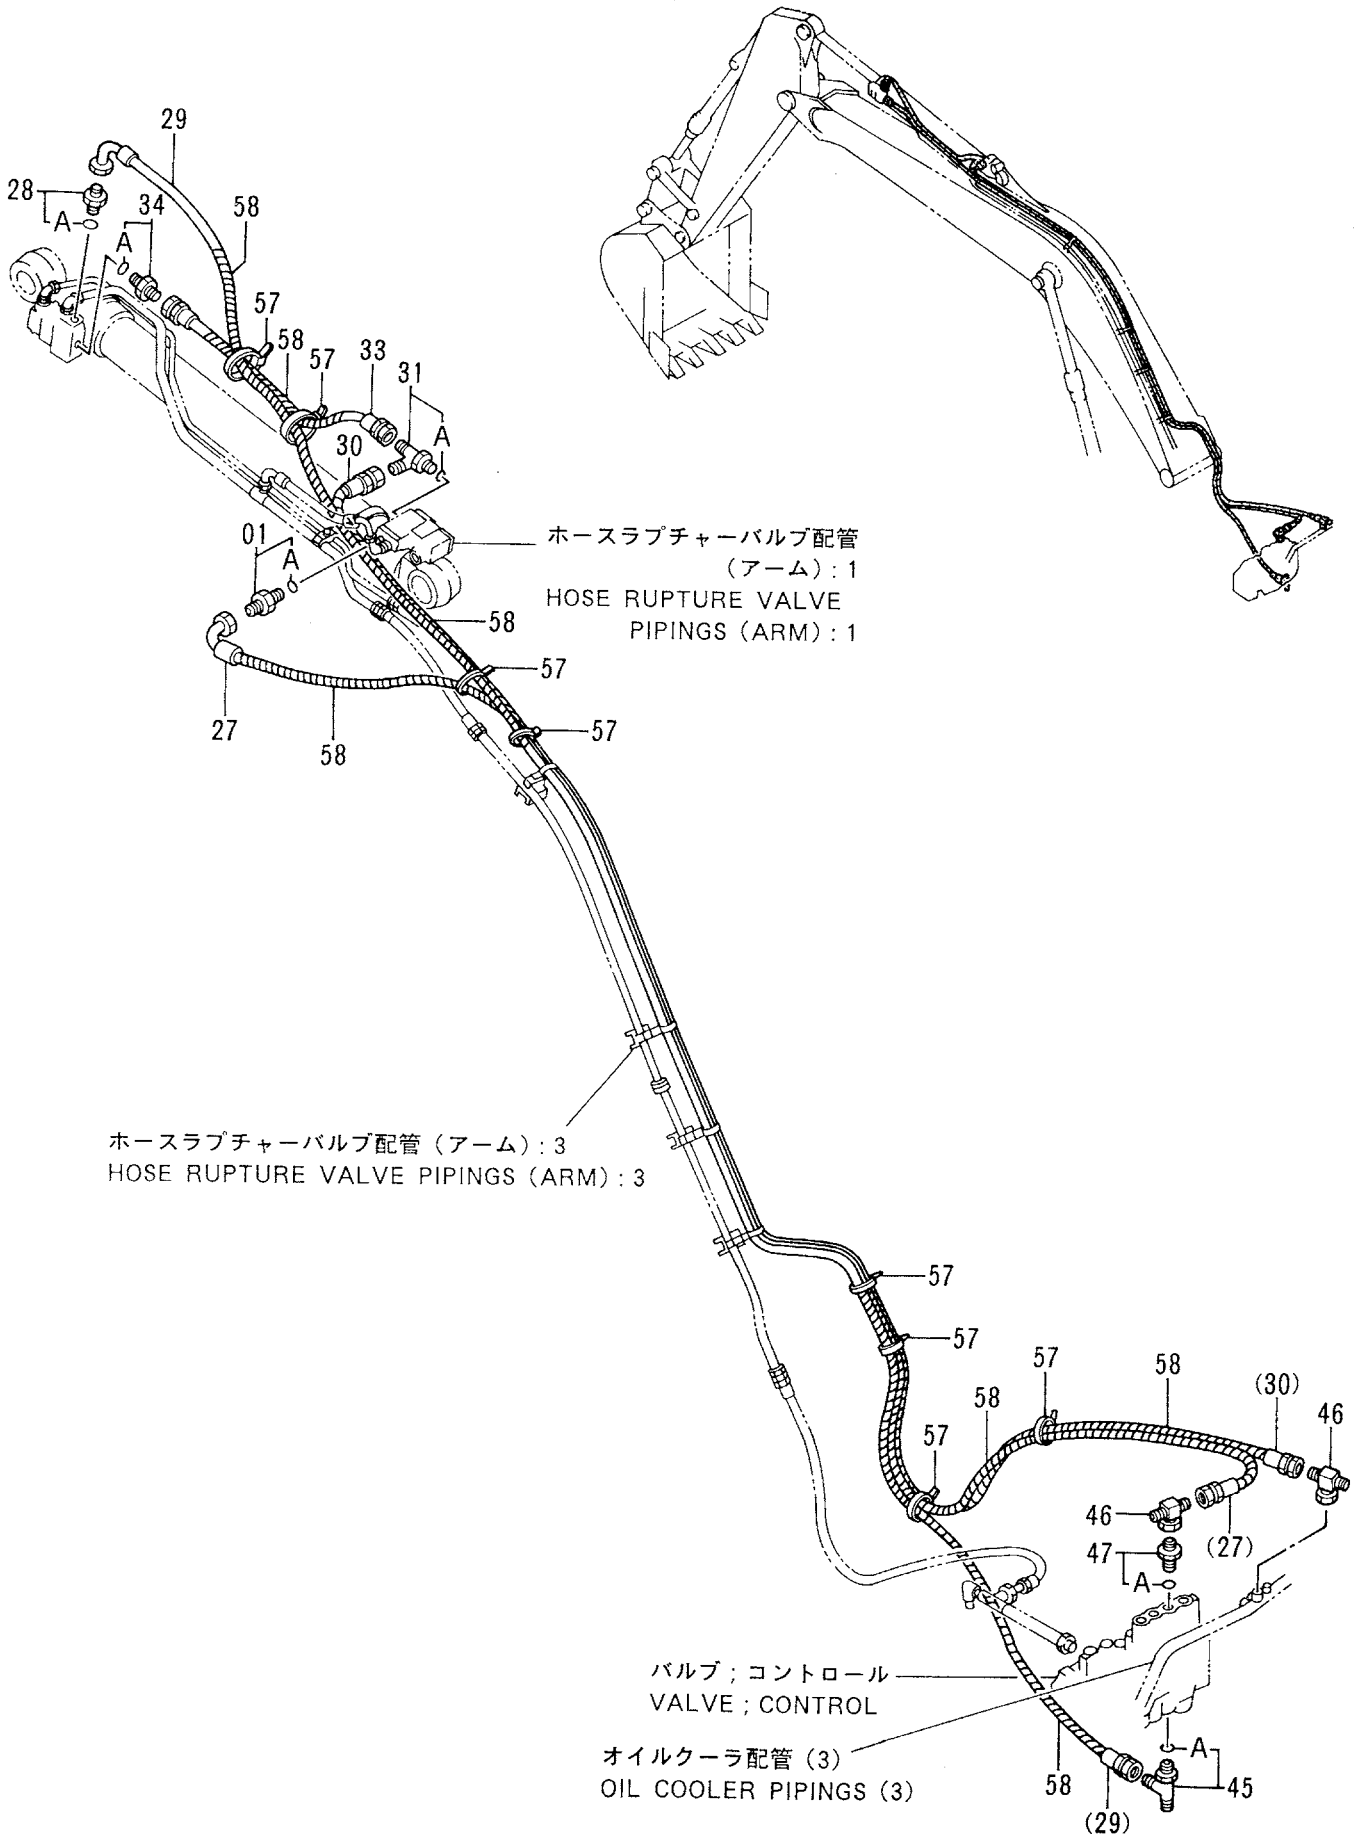 29
28
A
34
A
58
57
58
57
33
31
A
30
01
A
ホースラプチャーバルブ配管
(アーム) : 1
HOSE RUPTURE VALVE
PIPINGS (ARM) : 1
58
57
27
58
57
ホースラプチャーバルブ配管 (アーム) : 3
HOSE RUPTURE VALVE PIPINGS (ARM) : 3
57
57
57
58
(30)
46
58
57
46
(27)
47
A
バルブ ; コントロール
VALVE ; CONTROL
オイルクーラ配管 (3)
OIL COOLER PIPINGS (3)
A
58
45
(29)